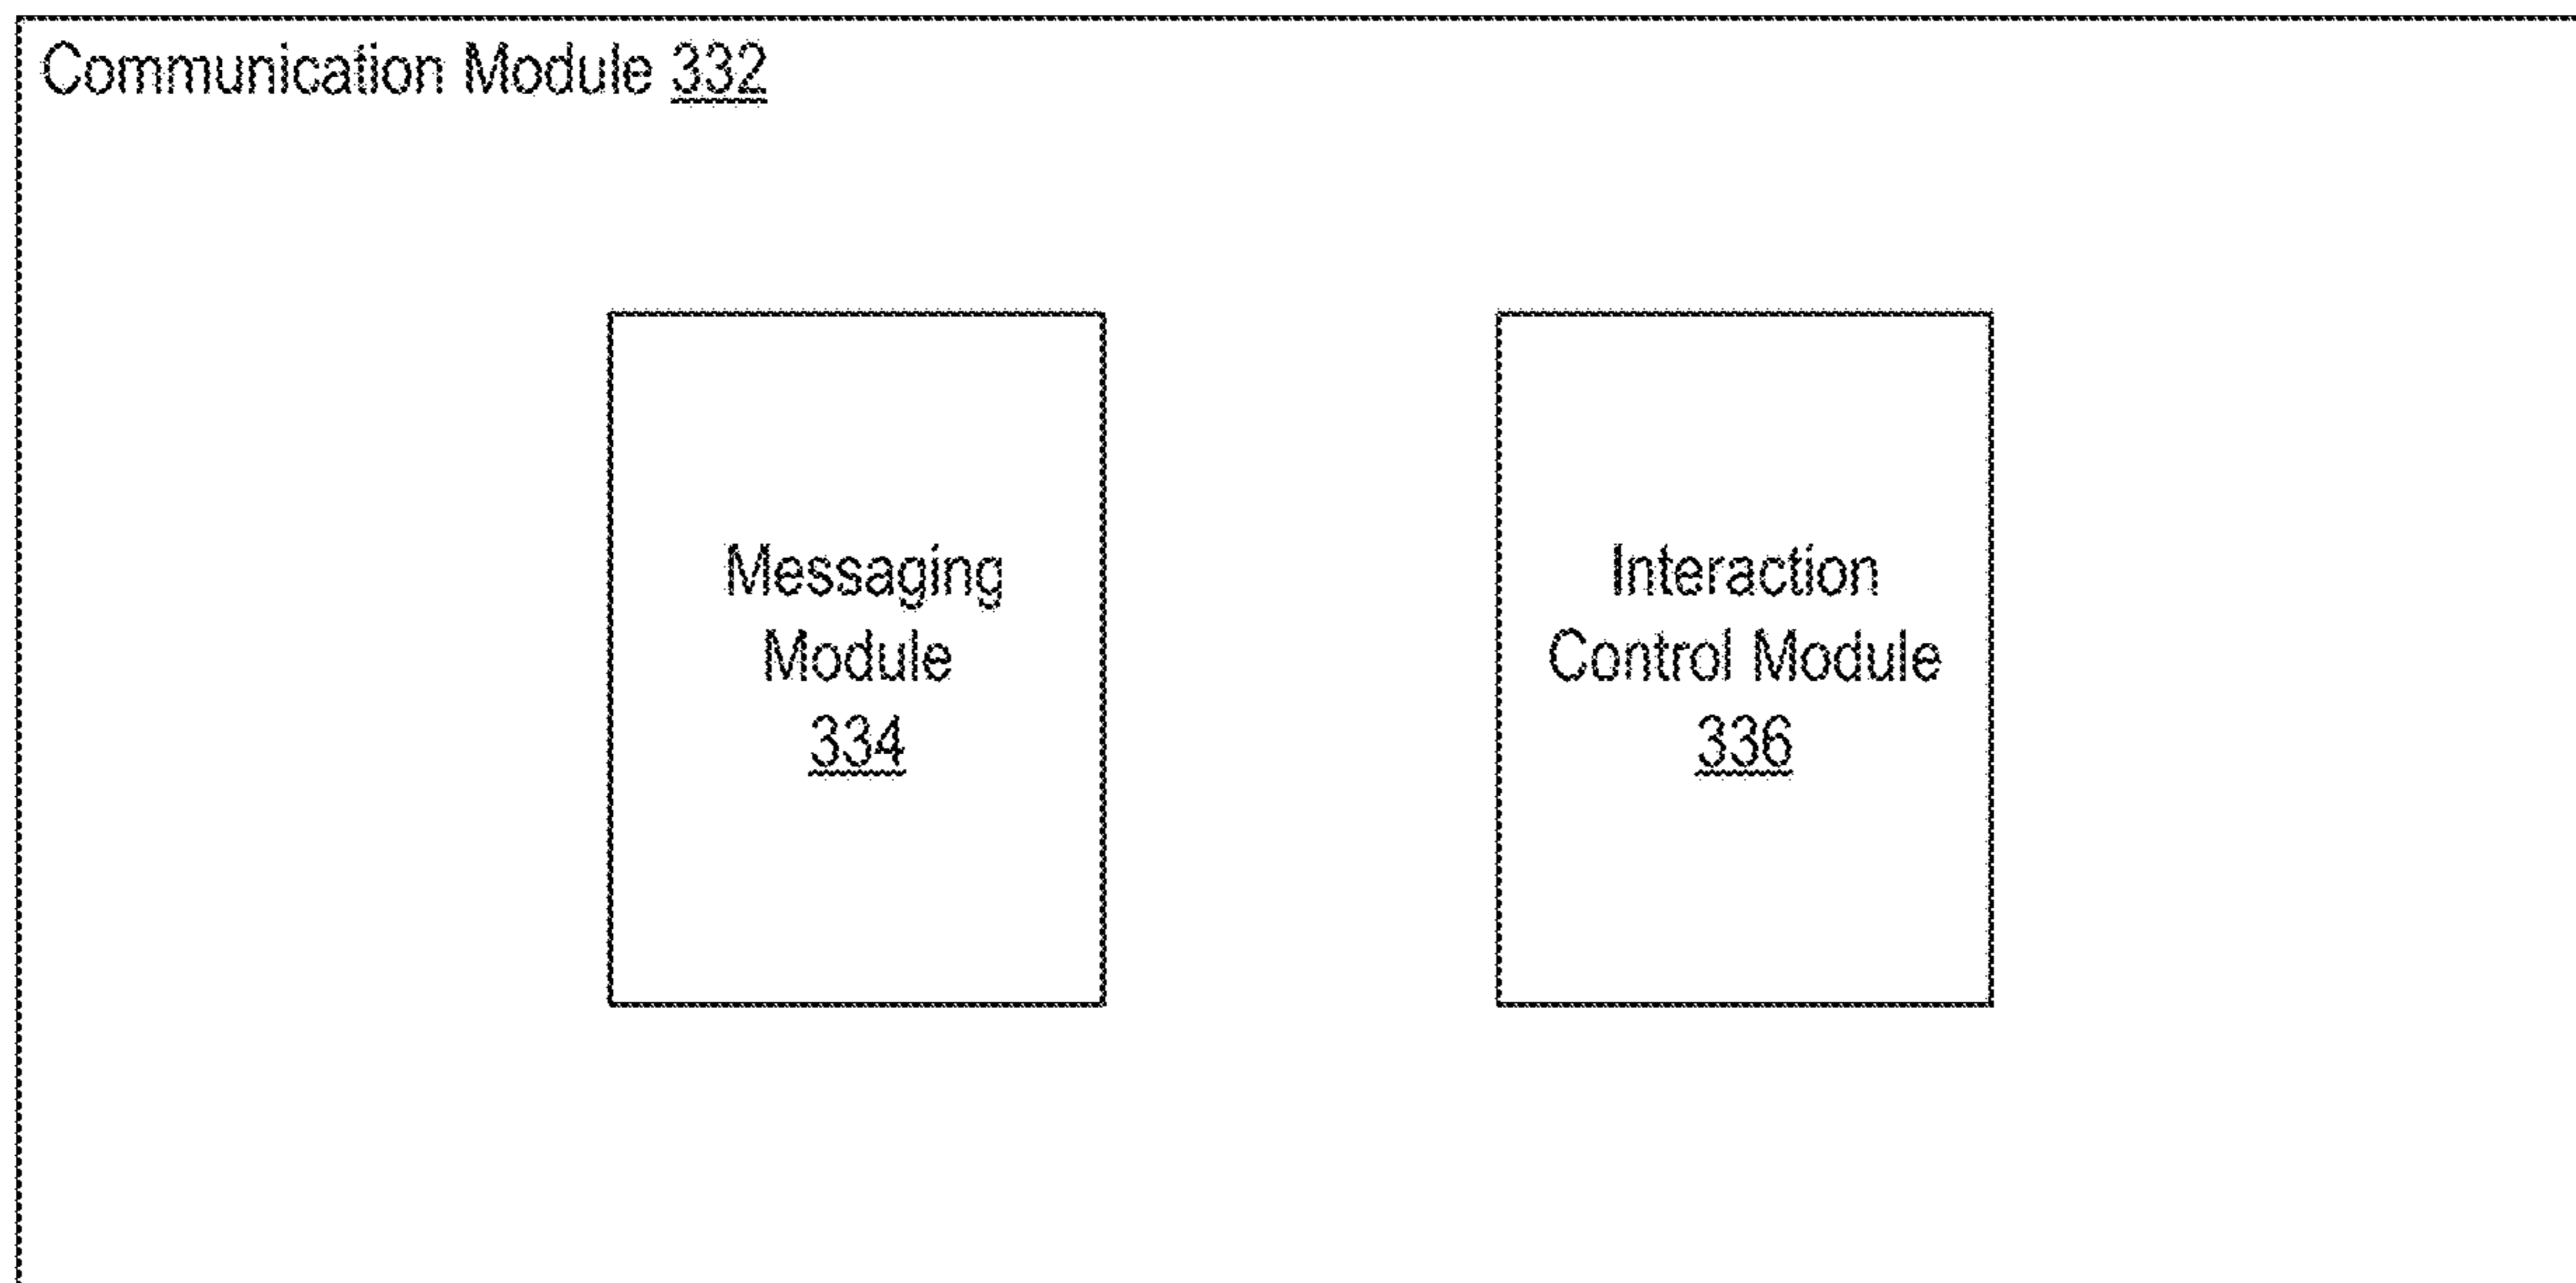 Communication Module 332
Messaging
Module
334
Interaction
Control Module
336